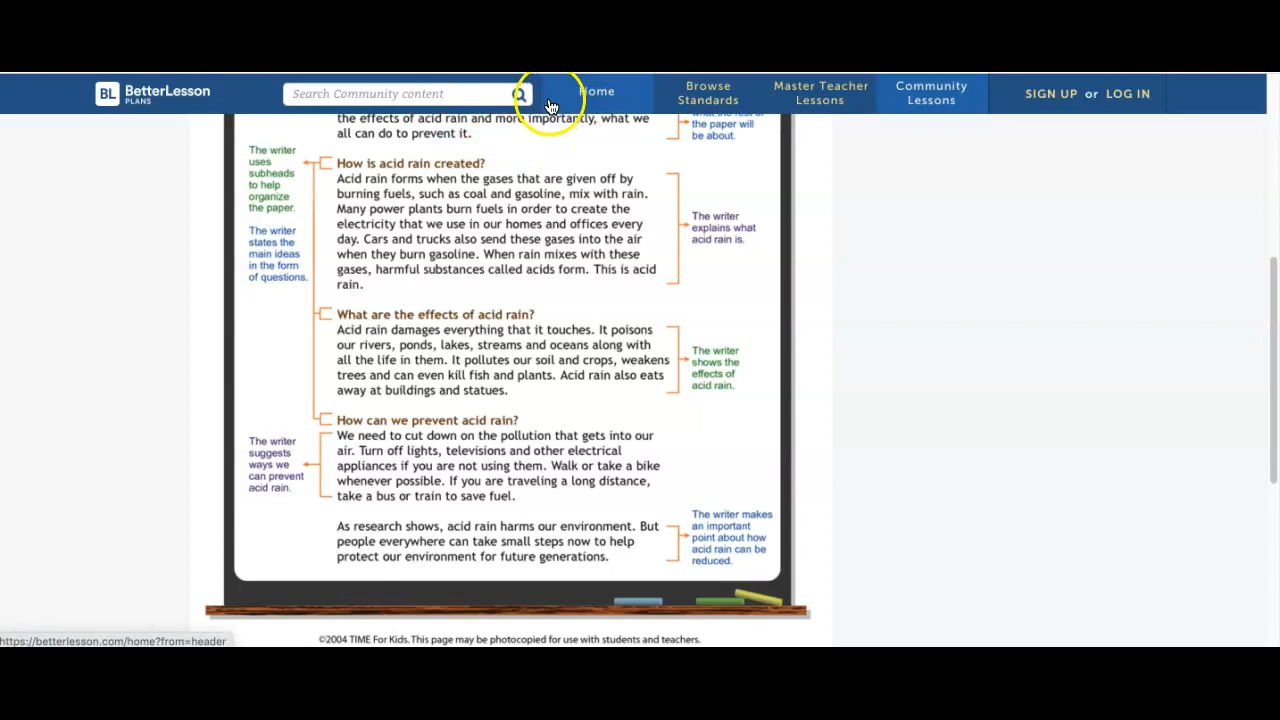 BL BetterLesson
PLANS
Search Community content
Home
Browse
Standards
Master Teacher
Lessons
Community
Lessons
SIGN UP or LOG IN
the effects of acid rain and more importantly, what we
all can do to prevent it.
what the rest of
the paper will
be about.
The writer
uses
subheads
to help
organize
the paper.
The writer
states the
main ideas
in the form
of questions.
How is acid rain created?
Acid rain forms when the gases that are given off by
burning fuels, such as coal and gasoline, mix with rain.
Many power plants burn fuels in order to create the
electricity that we use in our homes and offices every
day. Cars and trucks also send these gases into the air
when they burn gasoline. When rain mixes with these
gases, harmful substances called acids form. This is acid
rain.
The writer
explains what
acid rain is.
What are the effects of acid rain?
Acid rain damages everything that it touches. It poisons
our rivers, ponds, lakes, streams and oceans along with
all the life in them. It pollutes our soil and crops, weakens
trees and can even kill fish and plants. Acid rain also eats
away at buildings and statues.
The writer
shows the
effects of
acid rain.
How can we prevent acid rain?
We need to cut down on the pollution that gets into our
air. Turn off lights, televisions and other electrical
appliances if you are not using them. Walk or take a bike
whenever possible. If you are traveling a long distance,
take a bus or train to save fuel.
The writer
suggests
ways we
can prevent
acid rain.
As research shows, acid rain harms our environment. But
people everywhere can take small steps now to help
protect our environment for future generations.
The writer makes
an important
point about how
acid rain can be
reduced.
©2004 TIME For Kids. This page may be photocopied for use with students and teachers.
https://betterlesson.com/home?from=header